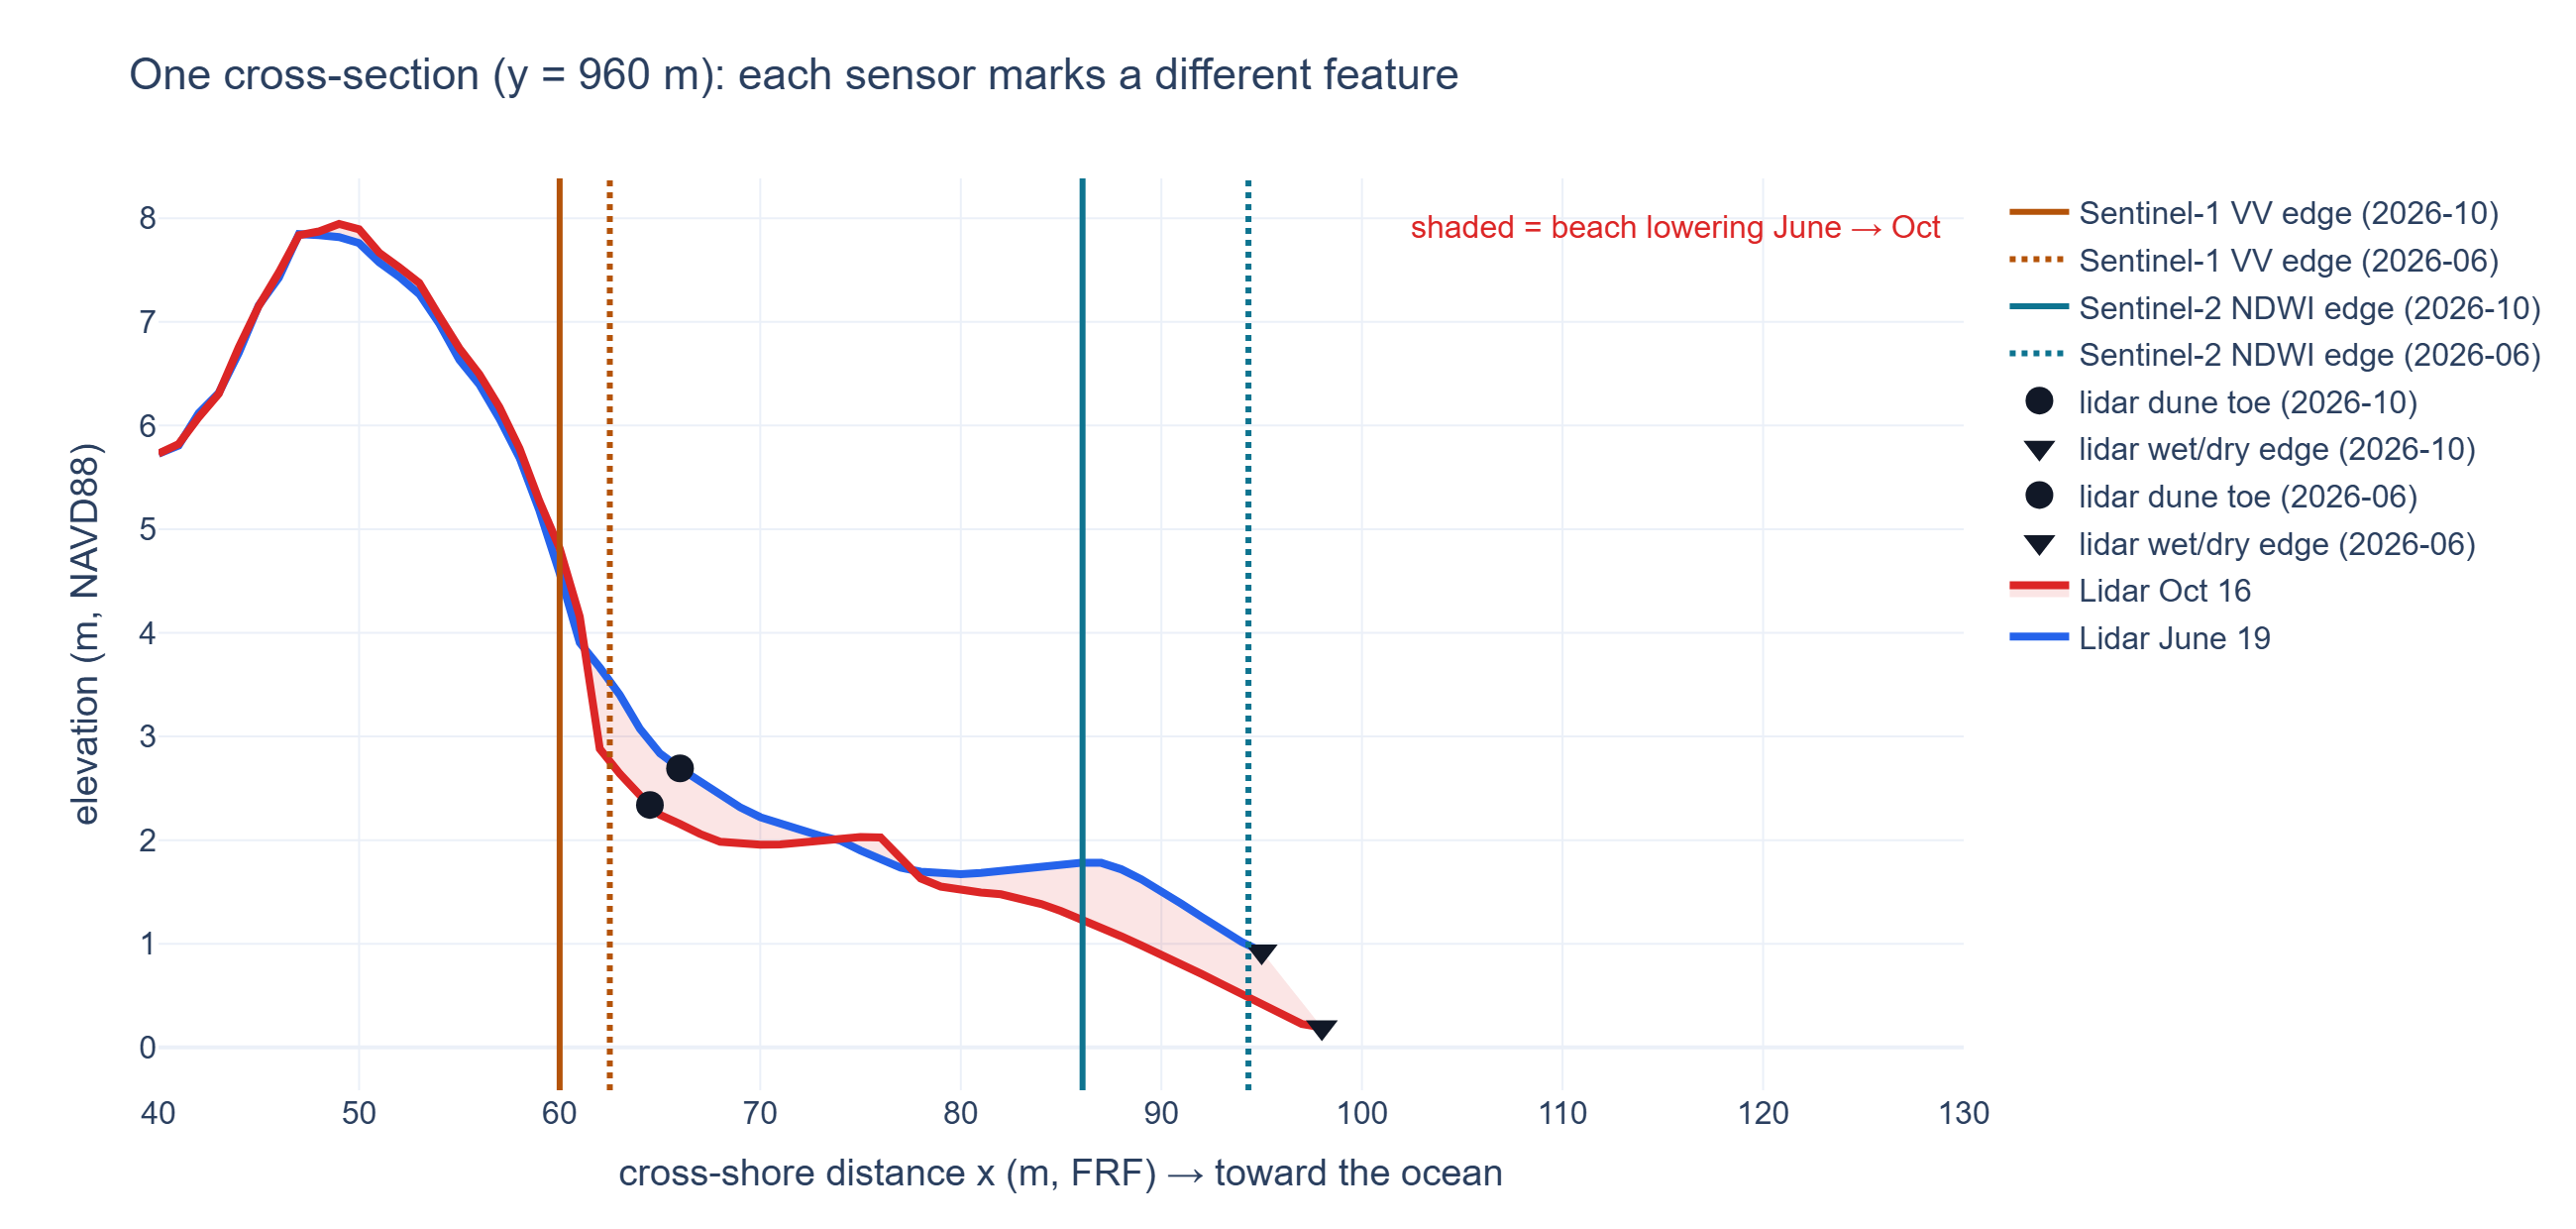 One cross-section (y = 960 m): each sensor marks a different feature
shaded = beach lowering June → Oct
Sentinel-1 VV edge (2026-10)
Sentinel-1 VV edge (2026-06)
Sentinel-2 NDWI edge (2026-10)
Sentinel-2 NDWI edge (2026-06)
lidar dune toe (2026-10)
lidar wet/dry edge (2026-10)
lidar dune toe (2026-06)
lidar wet/dry edge (2026-06)
Lidar Oct 16
Lidar June 19
elevation (m, NAVD88)
8
7
6
5
4
3
2
1
0
40 50 60 70 80 90 100 110 120 130
cross-shore distance x (m, FRF) → toward the ocean